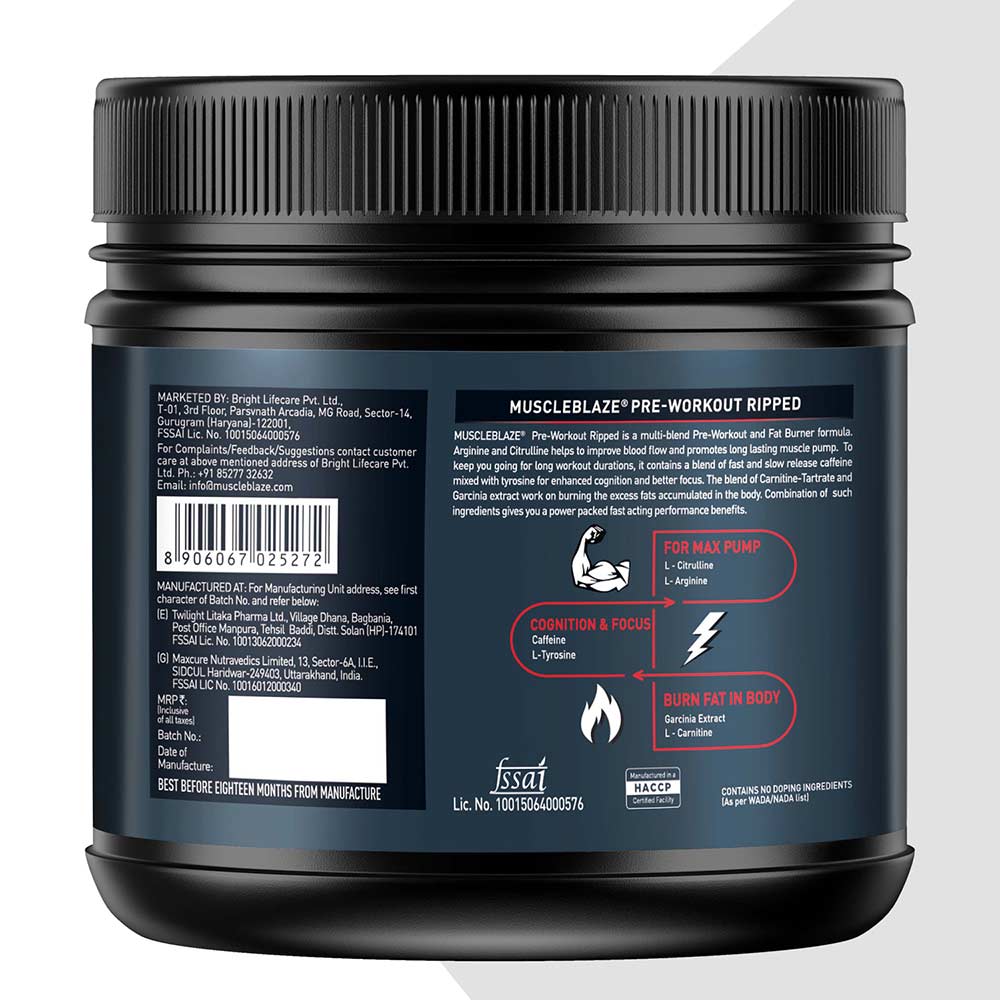 MARKETED BY: Bright Lifecare Pvt. Ltd.,
T-01, 3rd Floor, Parsvnath Arcadia, MG Road, Sector-14,
Gurugram (Haryana)-122001,
FSSAI Lic. No. 10015064000576
For Complaints/Feedback/Suggestions contact customer
care at above mentioned address of Bright Lifecare Pvt.
Ltd. Ph.: +91 85277 32632
Email: info@muscleblaze.com
8 906067 025272
MANUFACTURED AT: For Manufacturing Unit address, see first
character of Batch No. and refer below:
(E) Twilight Litaka Pharma Ltd., Village Dhana, Bagbania,
Post Office Manpura, Tehsil Baddi, Distt. Solan (HP)-174101
FSSAI Lic. No. 10013062000234
(G) Maxcure Nutravedics Limited, 13, Sector-6A, I.I.E.,
SIDCUL Haridwar-249403, Uttarakhand, India.
FSSAI LIC No. 10016012000340
MRP ₹:
(Inclusive
of all taxes)
Batch No.:
Date of
Manufacture:
BEST BEFORE EIGHTEEN MONTHS FROM MANUFACTURE
MUSCLEBLAZE® PRE-WORKOUT RIPPED
MUSCLEBLAZE® Pre-Workout Ripped is a multi-blend Pre-Workout and Fat Burner formula.
Arginine and Citrulline helps to improve blood flow and promotes long lasting muscle pump. To
keep you going for long workout durations, it contains a blend of fast and slow release caffeine
mixed with tyrosine for enhanced cognition and better focus. The blend of Carnitine-Tartrate and
Garcinia extract work on burning the excess fats accumulated in the body. Combination of such
ingredients gives you a power packed fast acting performance benefits.
FOR MAX PUMP
L - Citrulline
L - Arginine
COGNITION & FOCUS
Caffeine
L-Tyrosine
BURN FAT IN BODY
Garcinia Extract
L - Carnitine
fssai
Lic. No. 10015064000576
Manufactured in a
HACCP
Certified Facility
CONTAINS NO DOPING INGREDIENTS
(As per WADA/NADA list)